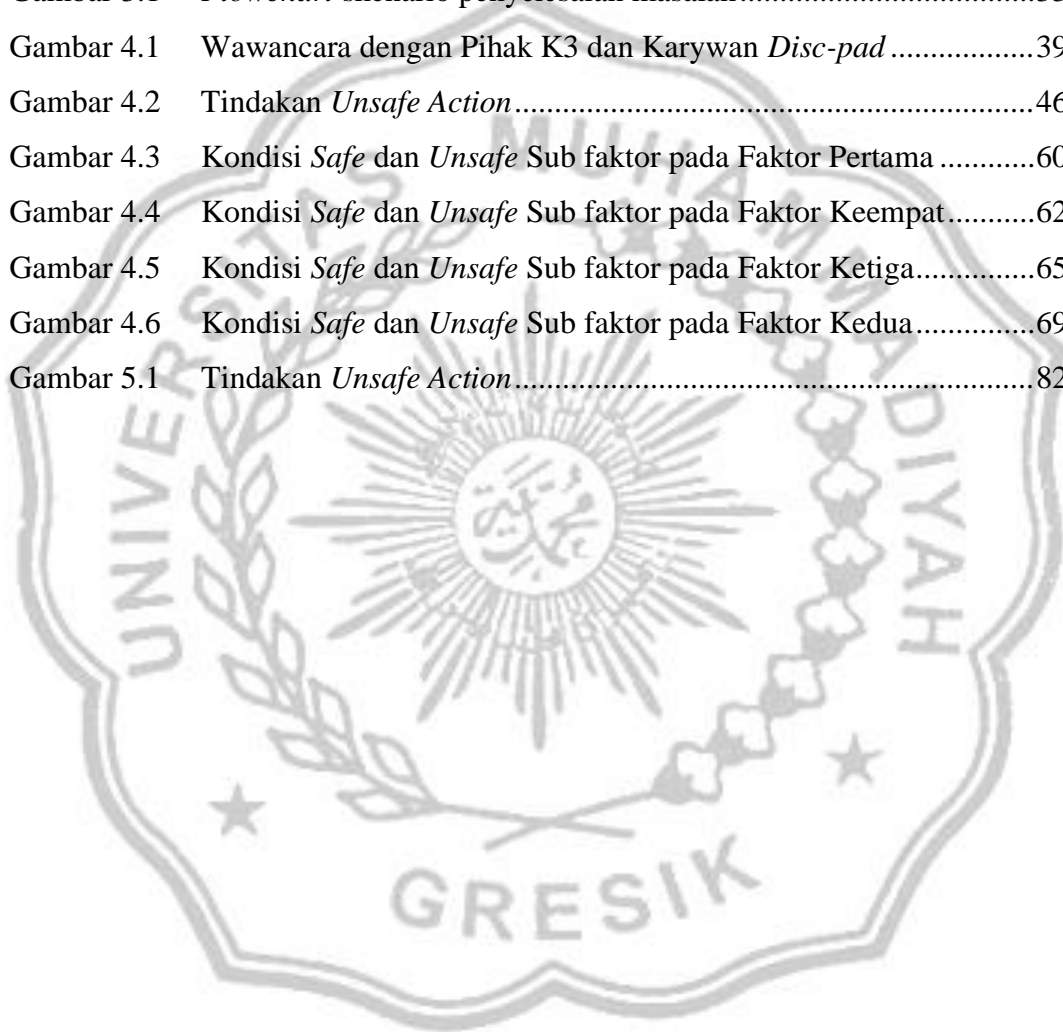 Gambar 4.1 Wawancara dengan Pihak K3 dan Karywan Disc-pad ..................39
Gambar 4.2 Tindakan Unsafe Action..................................................................................46
Gambar 4.3 Kondisi Safe dan Unsafe Sub faktor pada Faktor Pertama ............60
Gambar 4.4 Kondisi Safe dan Unsafe Sub faktor pada Faktor Keempat...........62
Gambar 4.5 Kondisi Safe dan Unsafe Sub faktor pada Faktor Ketiga...............65
Gambar 4.6 Kondisi Safe dan Unsafe Sub faktor pada Faktor Kedua...............69
Gambar 5.1 Tindakan Unsafe Action..................................................................................82
UNIVERSITAS MUHAMMADIYAH
GRESIK